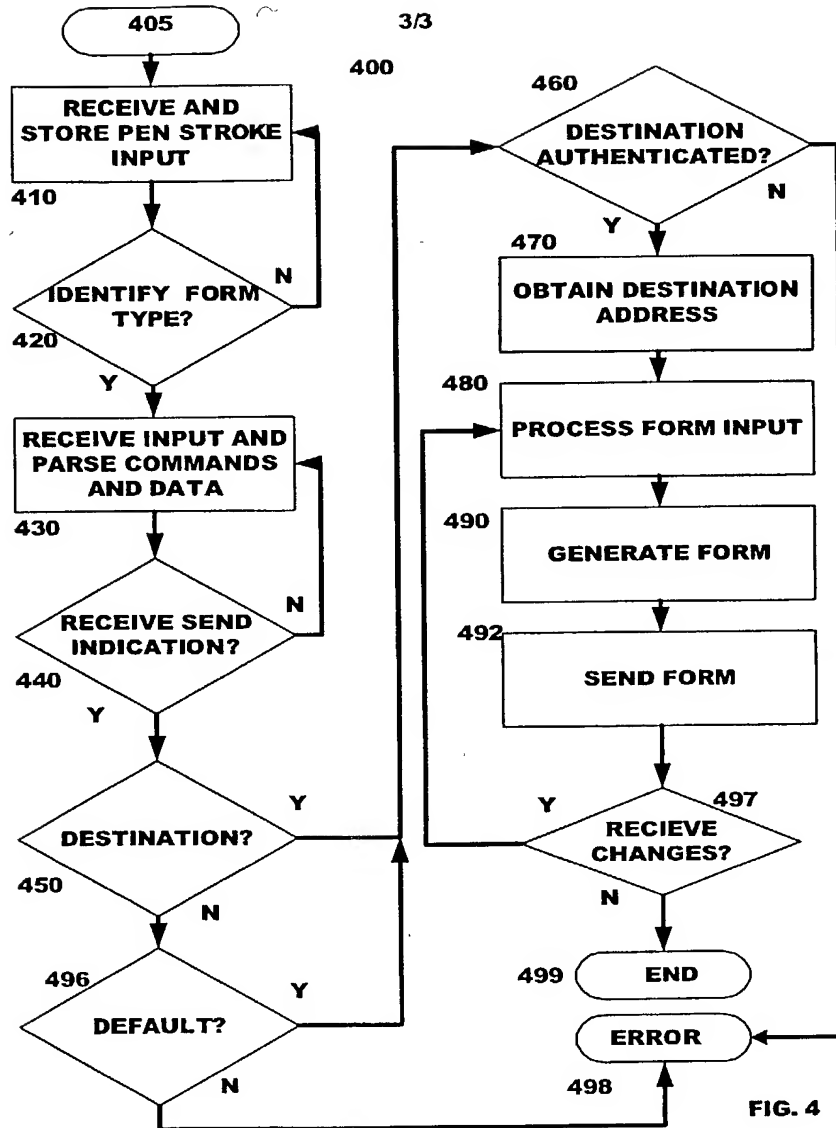 3/3
400
405
RECEIVE AND
STORE PEN STROKE
INPUT
410
IDENTIFY FORM
TYPE?
N
420
Y
RECEIVE INPUT AND
PARSE COMMANDS
AND DATA
430
RECEIVE SEND
INDICATION?
N
440
Y
DESTINATION?
Y
450
N
496
DEFAULT?
Y
N
460
DESTINATION
AUTHENTICATED?
N
Y
470
OBTAIN DESTINATION
ADDRESS
480
PROCESS FORM INPUT
490
GENERATE FORM
492
SEND FORM
Y
497
RECIEVE
CHANGES?
N
499
END
ERROR
498
FIG. 4